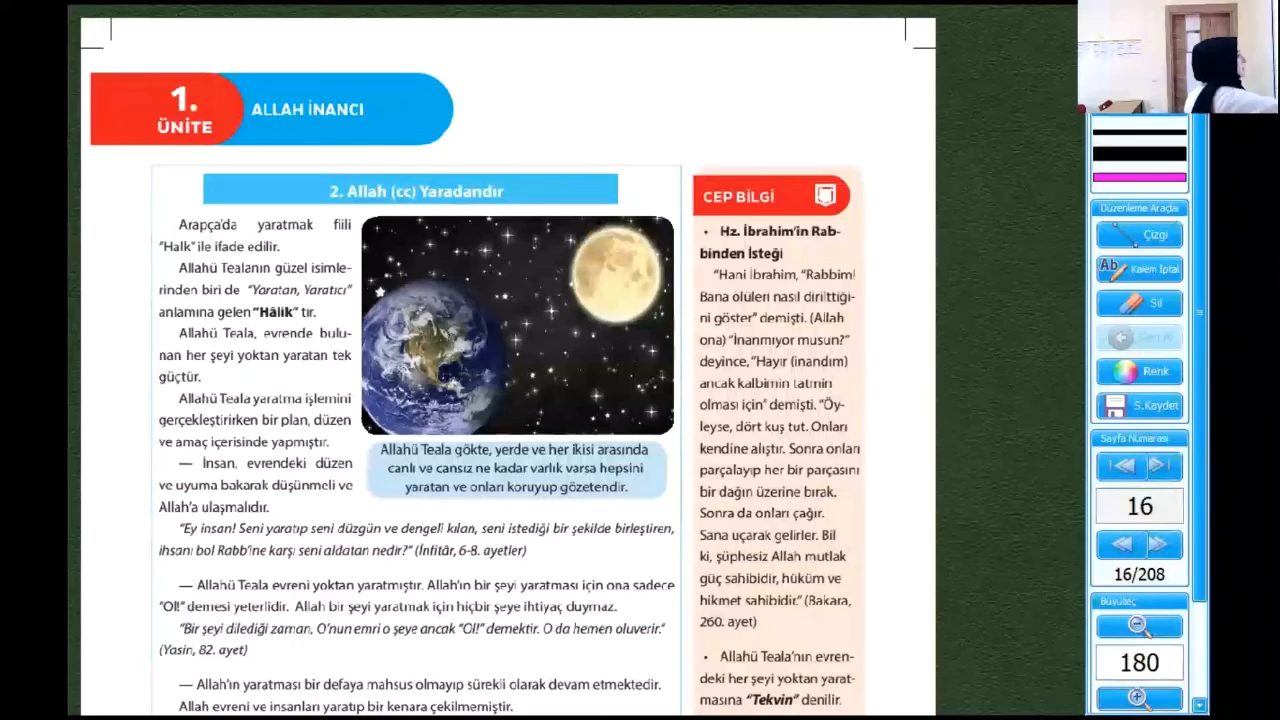 1.
ÜNİTE
ALLAH İNANCI
2. Allah (cc) Yaradandır
Arapça'da yaratmak fiili
"Halk" ile ifade edilir.
Allahü Tealanın güzel isimle-
rinden biri de "Yaratan, Yaratıcı"
anlamına gelen "Hâlik" tir.
Allahü Teala, evrende bulu-
nan her şeyi yoktan yaratan tek
güçtür.
Allahü Teala yaratma işlemini
gerçekleştirirken bir plan, düzen
ve amaç içerisinde yapmıştır.
— İnsan, evrendeki düzen
ve uyuma bakarak düşünmeli ve
Allah'a ulaşmalıdır.
Allahü Teala gökte, yerde ve her ikisi arasında
canlı ve cansız ne kadar varlık varsa hepsini
yaratan ve onları koruyup gözetendir.
"Ey insan! Seni yaratıp seni düzgün ve dengeli kılan, seni istediği bir şekilde birleştiren,
ihsanı bol Rabb'ine karşı seni aldatan nedir?" (İnfitâr, 6-8. ayetler)
— Allahü Teala evreni yoktan yaratmıştır. Allah'ın bir şeyi yaratması için ona sadece
"Ol!" demesi yeterlidir. Allah bir şeyi yaratmak için hiçbir şeye ihtiyaç duymaz.
"Bir şeyi dilediği zaman, O'nun emri o şeye ancak "Ol!" demektir. O da hemen oluverir."
(Yasin, 82. ayet)
— Allah'ın yaratması bir defaya mahsus olmayıp sürekli olarak devam etmektedir.
Allah evreni ve insanları yaratıp bir kenara çekilmemiştir.
CEP BİLGİ
• Hz. İbrahim'in Rab-
binden İsteği
"Hani İbrahim, "Rabbim!
Bana ölüleri nasıl dirilttiği-
ni göster" demişti. (Allah
ona) "İnanmıyor musun?"
deyince, "Hayır (inandım)
ancak kalbimin tatmin
olması için" demişti. "Öy-
leyse, dört kuş tut. Onları
kendine alıştır. Sonra onları
parçalayıp her bir parçasını
bir dağın üzerine bırak.
Sonra da onları çağır.
Sana uçarak gelirler. Bil
ki, şüphesiz Allah mutlak
güç sahibidir, hüküm ve
hikmet sahibidir." (Bakara,
260. ayet)
• Allahü Teala'nın evren-
deki her şeyi yoktan yarat-
masına "Tekvin" denilir.
Düzenleme Araçları
Çizgi
Ab
Kalem İptal
Sil
Renk
S.Kaydet
Sayfa Numarası
16
16/208
Büyüteç
180